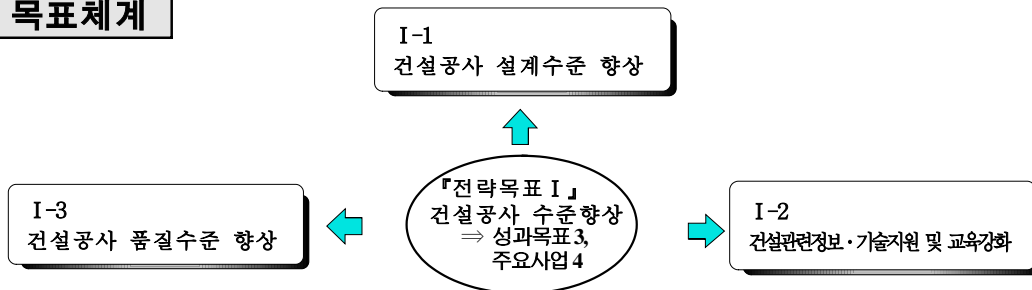 목표체계
Ⅰ-1
건설공사 설계수준 향상
『전략목표Ⅰ』
건설공사 수준향상
⇒ 성과목표 3,
주요사업 4
Ⅰ-3
건설공사 품질수준 향상
Ⅰ-2
건설관련정보·기술지원 및 교육강화